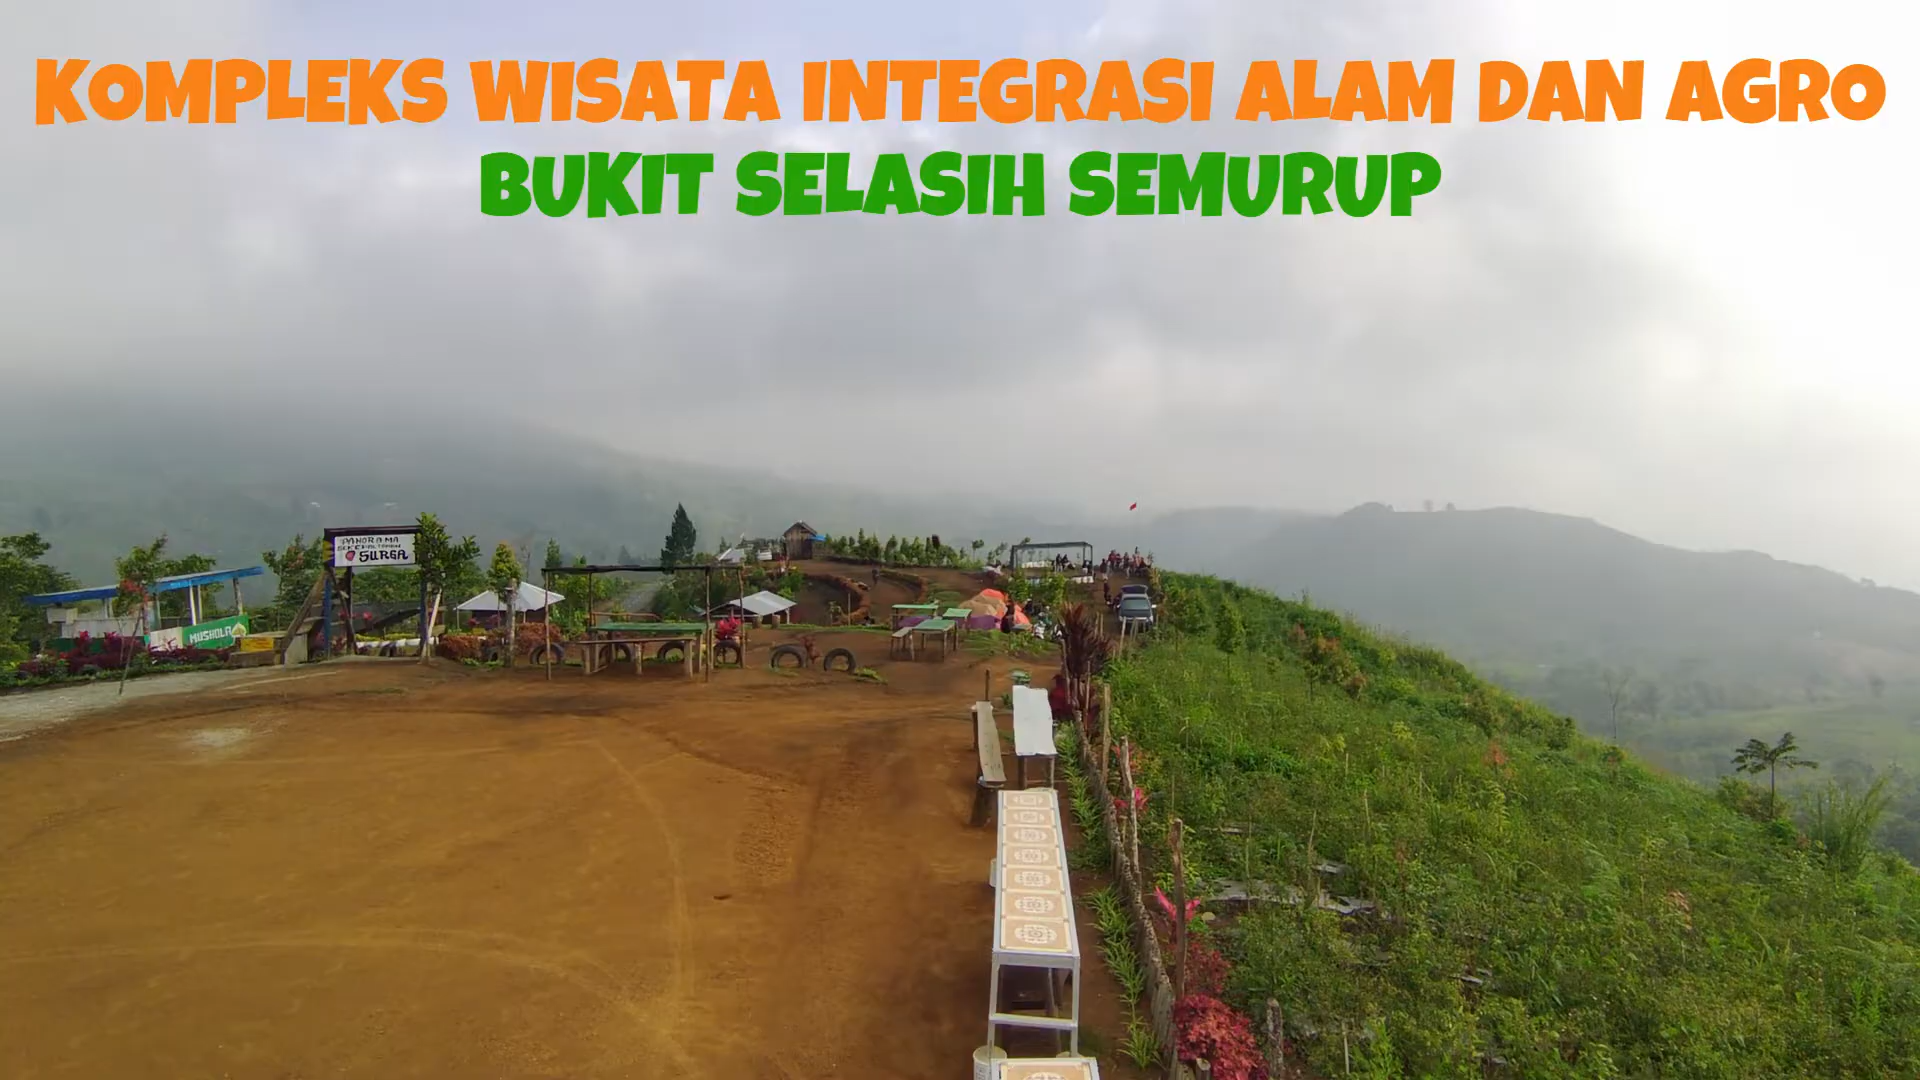 KOMPLEKS WISATA INTEGRASI ALAM DAN AGRO
BUKIT SELASIH SEMURUP
PANORAMA
SURGA
MUSHOLA